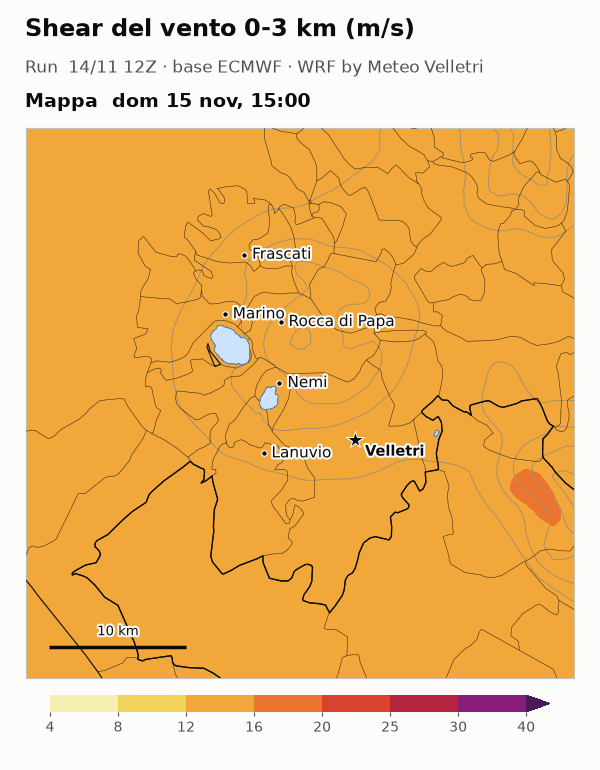 Shear del vento 0-3 km (m/s)
Run  14/11 12Z · base ECMWF · WRF by Meteo Velletri
Mappa  dom 15 nov, 15:00
Frascati
Marino
Rocca di Papa
Nemi
Velletri
Lanuvio
10 km
4 8 12 16 20 25 30 40